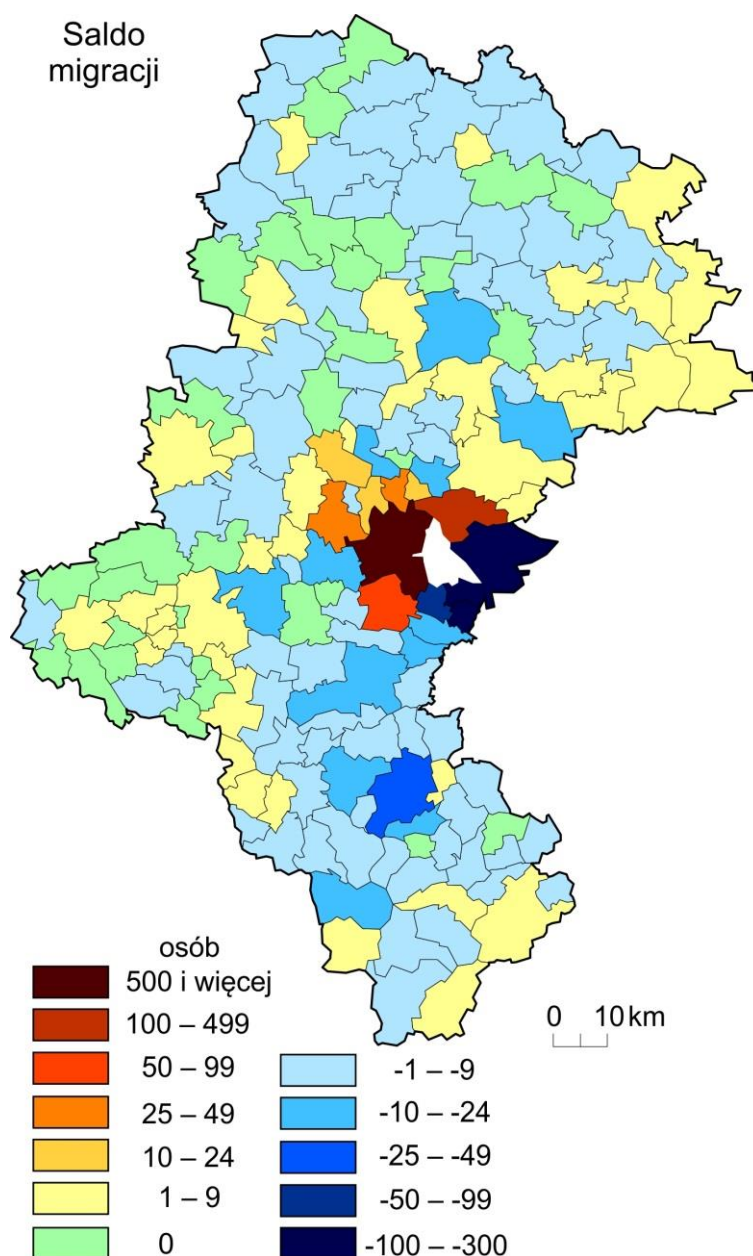 Saldo
migracji
osób
500 i więcej
100 – 499
50 – 99
25 – 49
10 – 24
1 – 9
0
0 10 km
-1 – -9
-10 – -24
-25 – -49
-50 – -99
-100 – -300